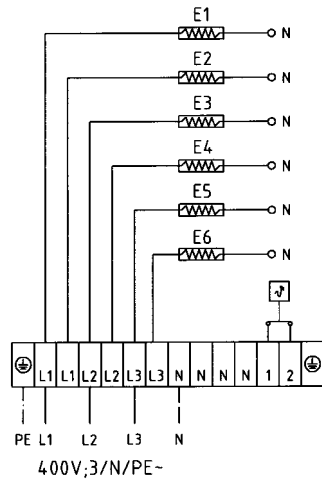 E1
N
E2
N
E3
N
E4
N
E5
N
E6
N
ϑ
L1 L1 L2 L2 L3 L3 N N N N 1 2
PE L1 L2 L3 N
400V;3/N/PE~